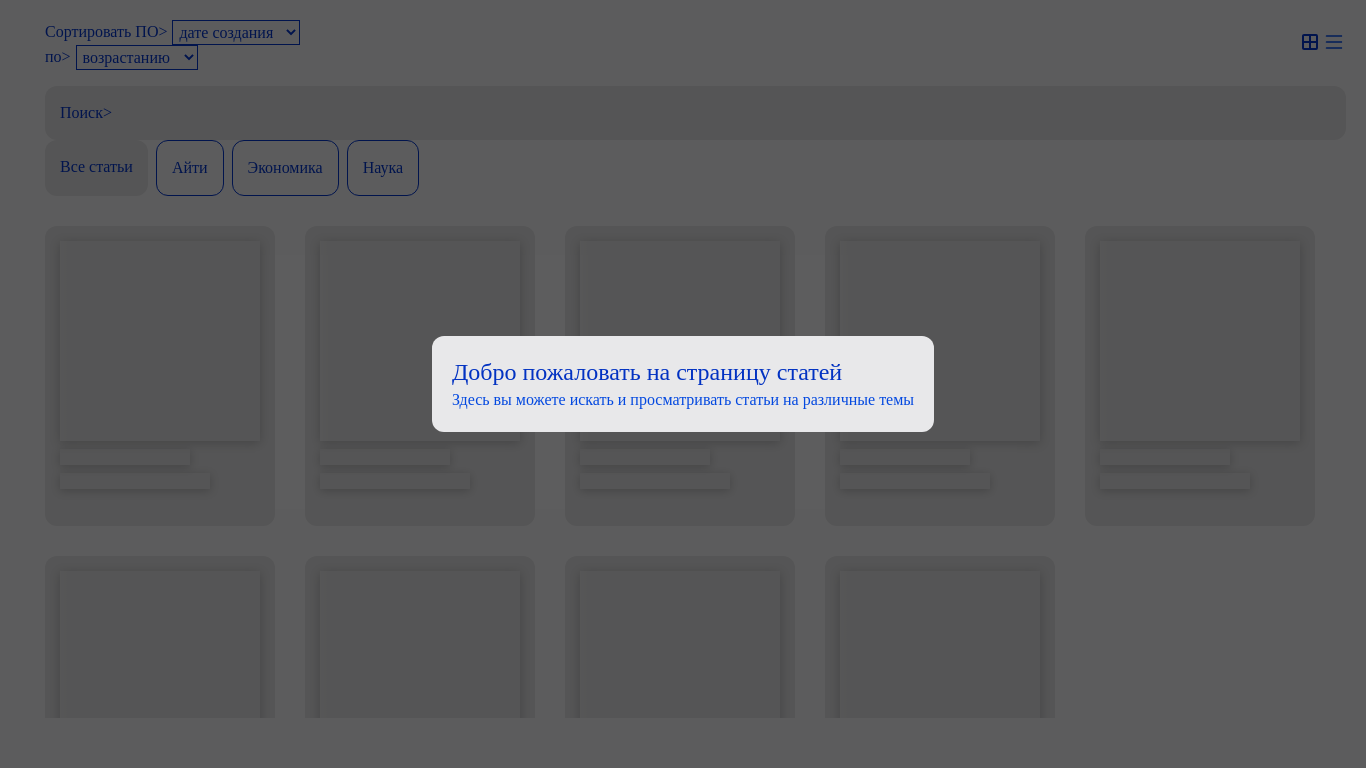 Сортировать ПО> дате создания
по> возрастанию
Поиск>
Все статьи Айти Экономика Наука
Добро пожаловать на страницу статей
Здесь вы можете искать и просматривать статьи на различные темы